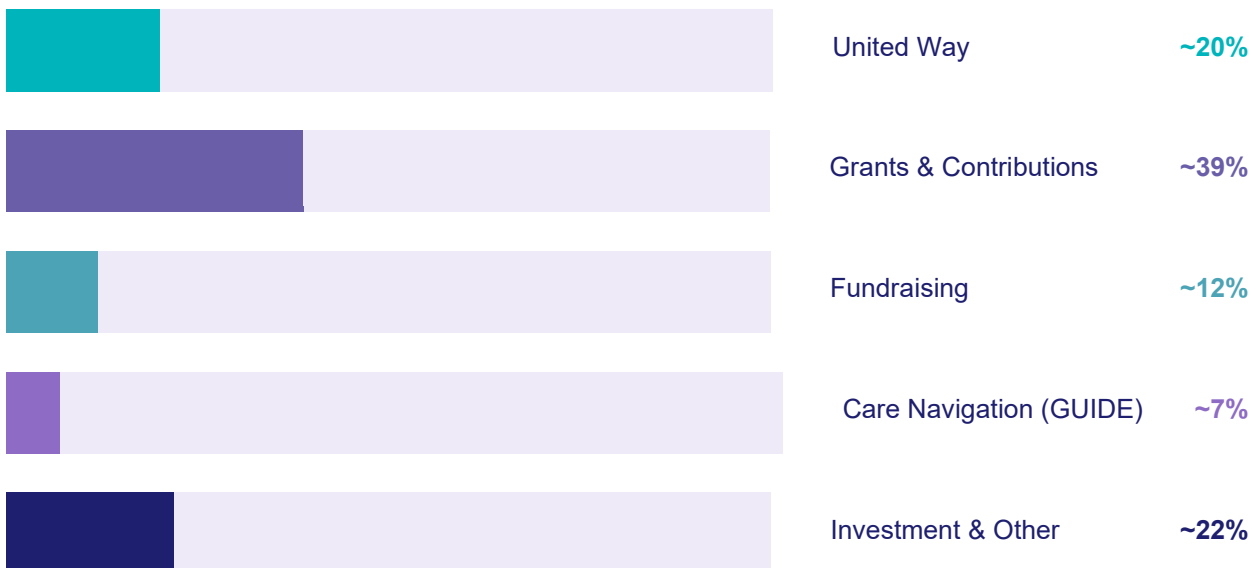 United Way ~20%
Grants & Contributions ~39%
Fundraising ~12%
Care Navigation (GUIDE) ~7%
Investment & Other ~22%